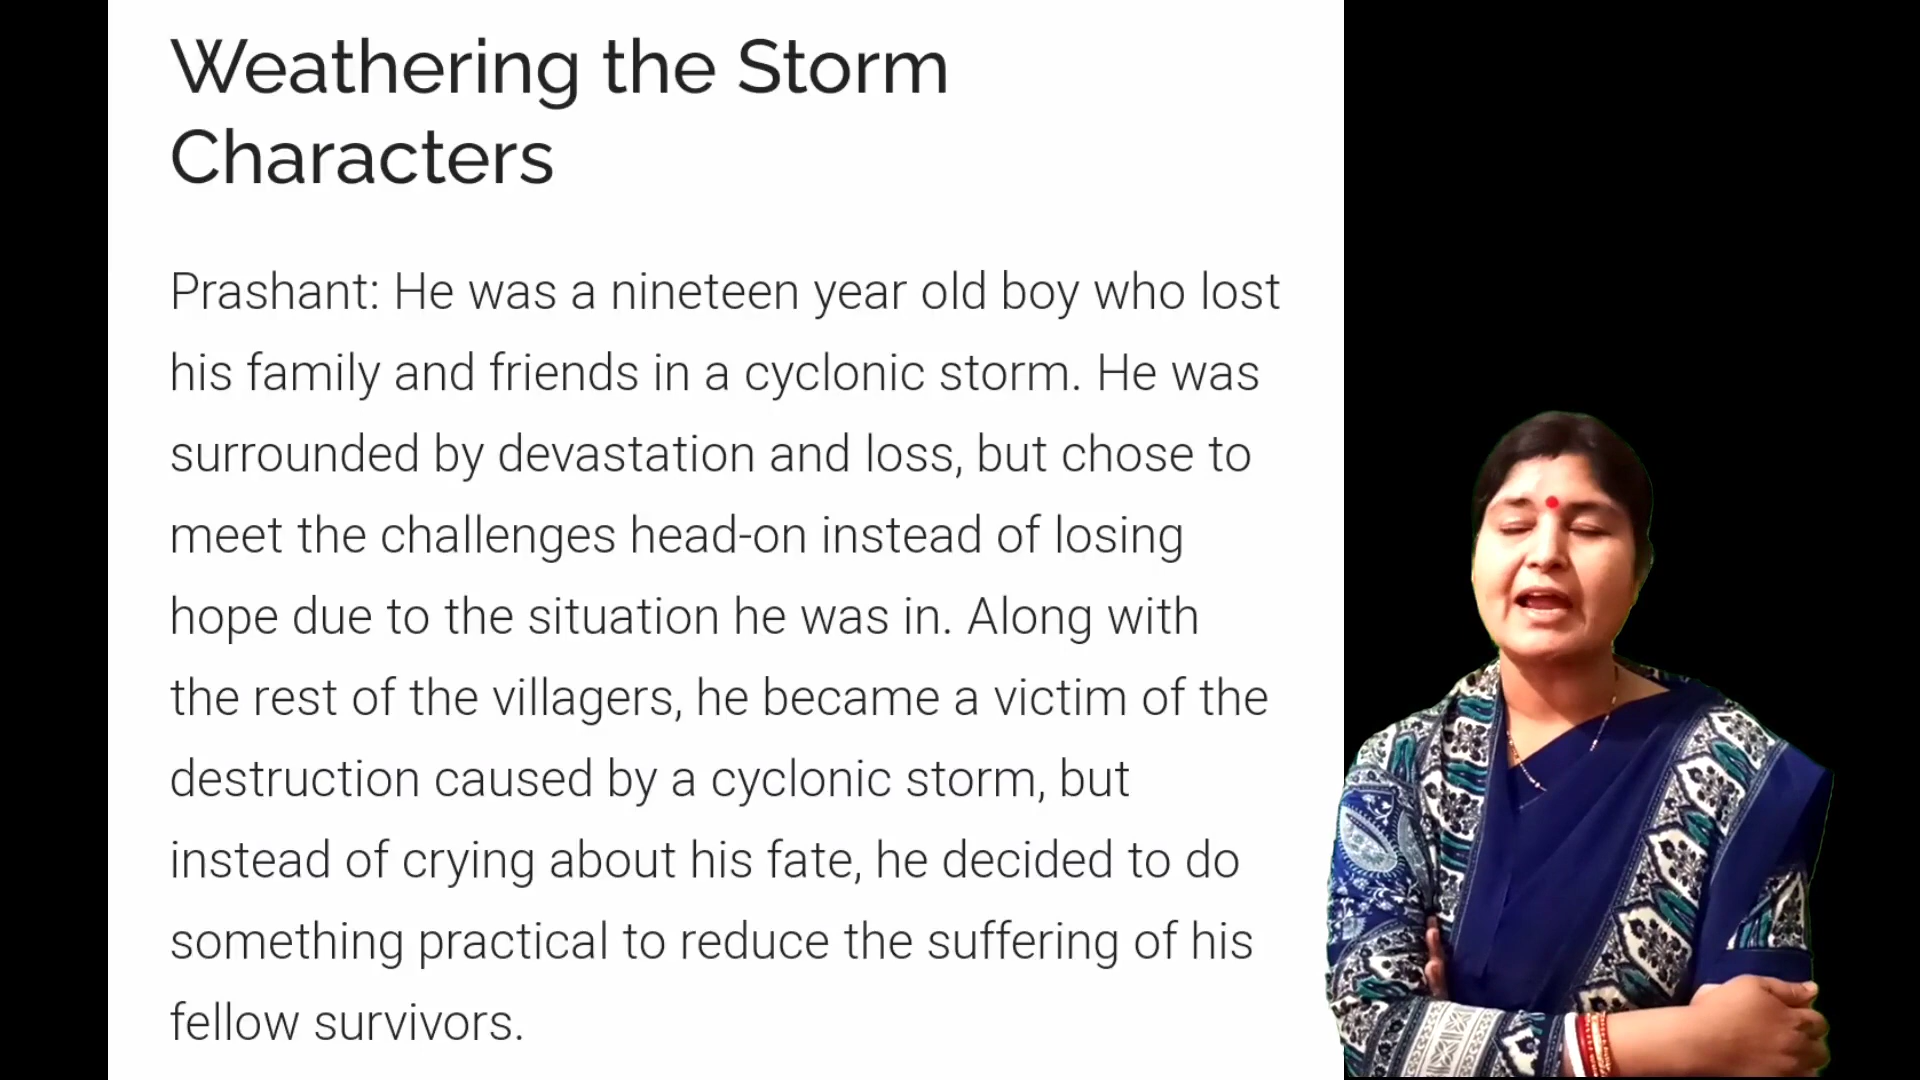 Weathering the Storm
Characters
Prashant: He was a nineteen year old boy who lost
his family and friends in a cyclonic storm. He was
surrounded by devastation and loss, but chose to
meet the challenges head-on instead of losing
hope due to the situation he was in. Along with
the rest of the villagers, he became a victim of the
destruction caused by a cyclonic storm, but
instead of crying about his fate, he decided to do
something practical to reduce the suffering of his
fellow survivors.